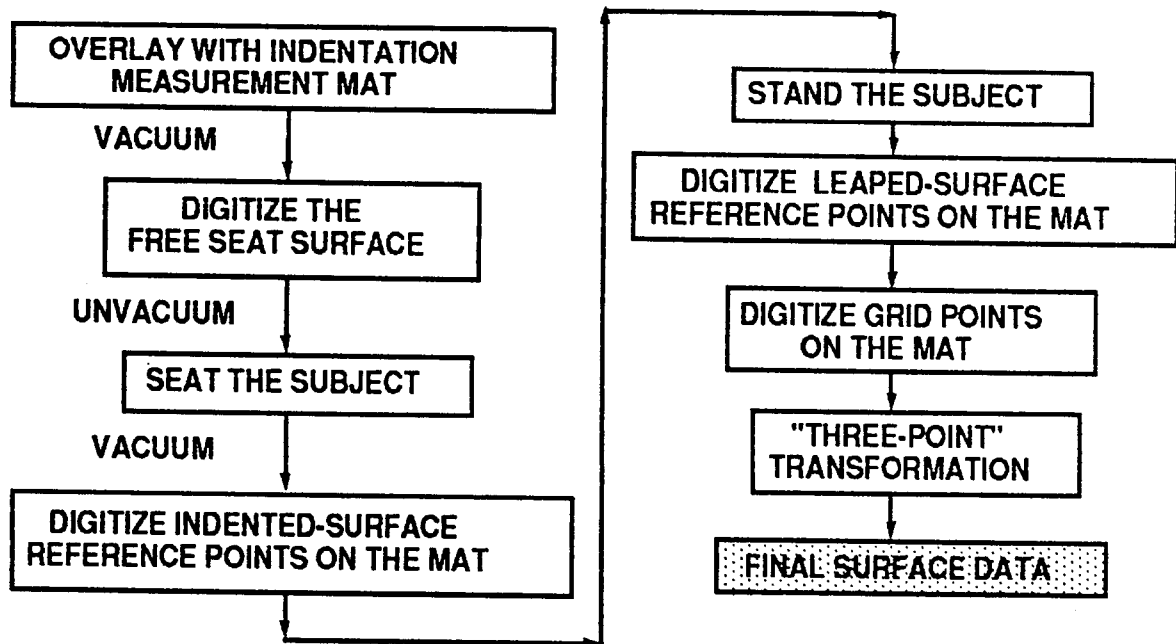 OVERLAY WITH INDENTATION
MEASUREMENT MAT
VACUUM
DIGITIZE THE
FREE SEAT SURFACE
UNVACUUM
SEAT THE SUBJECT
VACUUM
DIGITIZE INDENTED-SURFACE
REFERENCE POINTS ON THE MAT
STAND THE SUBJECT
DIGITIZE LEAPED-SURFACE
REFERENCE POINTS ON THE MAT
DIGITIZE GRID POINTS
ON THE MAT
"THREE-POINT"
TRANSFORMATION
FINAL SURFACE DATA